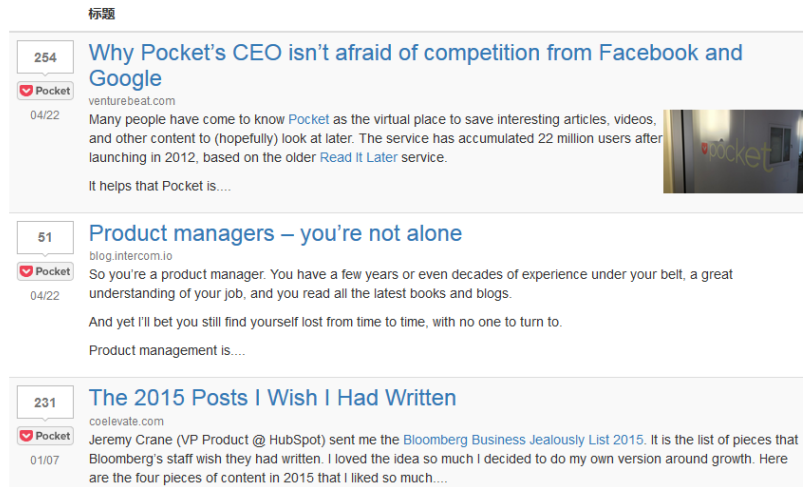 标题
254
Why Pocket’s CEO isn’t afraid of competition from Facebook and
Google
Pocket
venturebeat.com
04/22
Many people have come to know Pocket as the virtual place to save interesting articles, videos,
and other content to (hopefully) look at later. The service has accumulated 22 million users after
launching in 2012, based on the older Read It Later service.
pocket
It helps that Pocket is....
51
Product managers – you’re not alone
blog.intercom.io
Pocket
04/22
So you’re a product manager. You have a few years or even decades of experience under your belt, a great
understanding of your job, and you read all the latest books and blogs.
And yet I’ll bet you still find yourself lost from time to time, with no one to turn to.
Product management is....
231
The 2015 Posts I Wish I Had Written
coelevate.com
Pocket
01/07
Jeremy Crane (VP Product @ HubSpot) sent me the Bloomberg Business Jealously List 2015. It is the list of pieces that
Bloomberg’s staff wish they had written. I loved the idea so much I decided to do my own version around growth. Here
are the four pieces of content in 2015 that I liked so much....